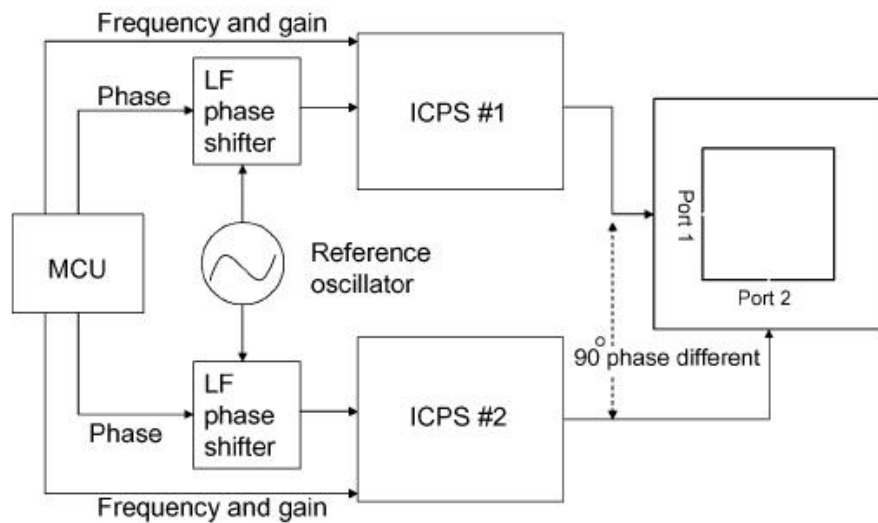 Frequency and gain
LF
phase
shifter
Phase
ICPS #1
Port 1
Port 2
MCU
Reference
oscillator
90° phase different
LF
phase
shifter
Phase
ICPS #2
Frequency and gain